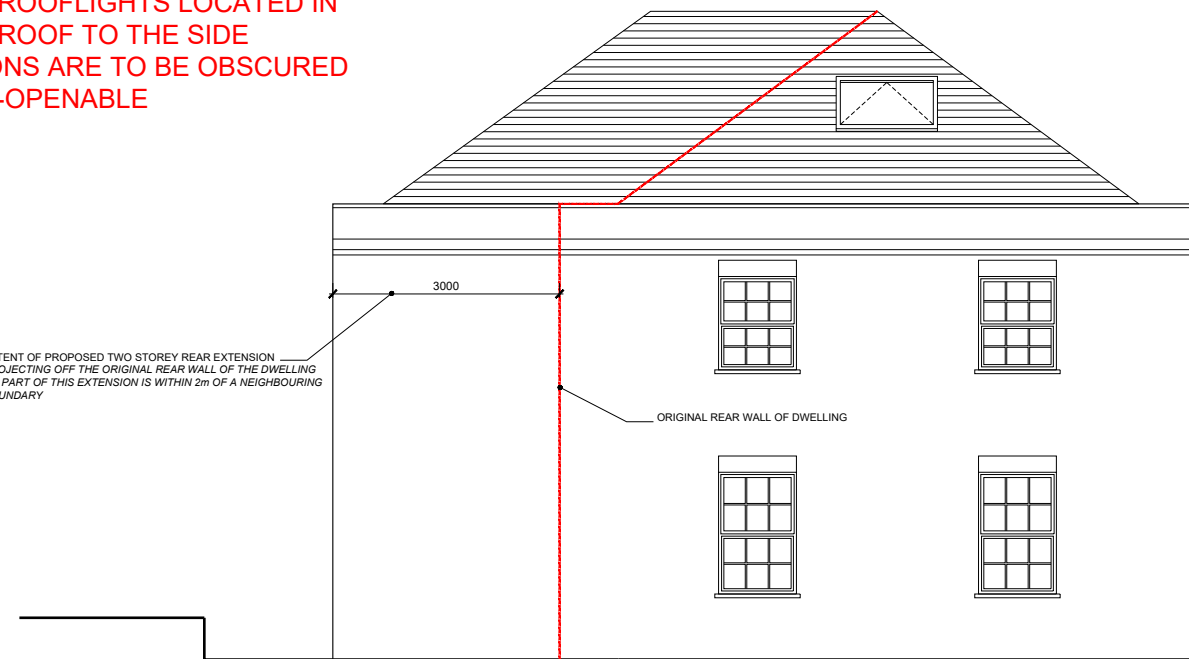 ROOFLIGHTS LOCATED IN
ROOF TO THE SIDE
ONS ARE TO BE OBSCURED
-OPENABLE
3000
TENT OF PROPOSED TWO STOREY REAR EXTENSION
OJECTING OFF THE ORIGINAL REAR WALL OF THE DWELLING
PART OF THIS EXTENSION IS WITHIN 2m OF A NEIGHBOURING
UNDARY
ORIGINAL REAR WALL OF DWELLING